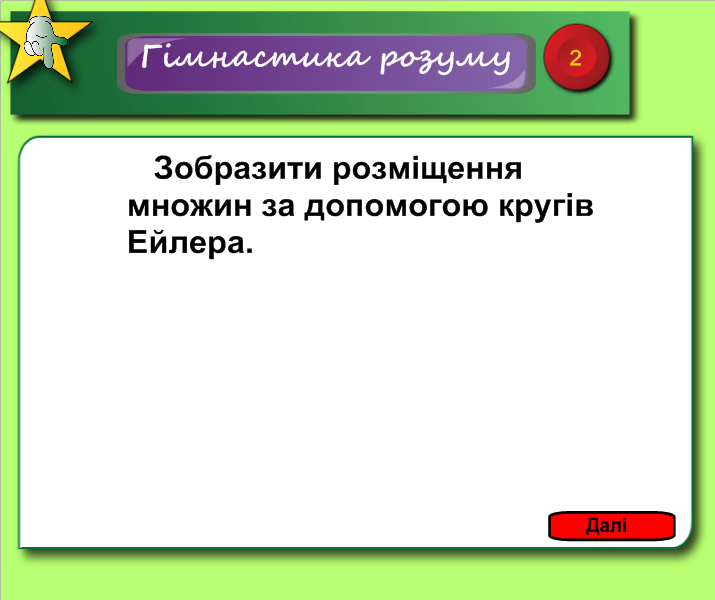 Гімнастика розуму
2
Зобразити розміщення
множин за допомогою кругів
Ейлера.
Далі